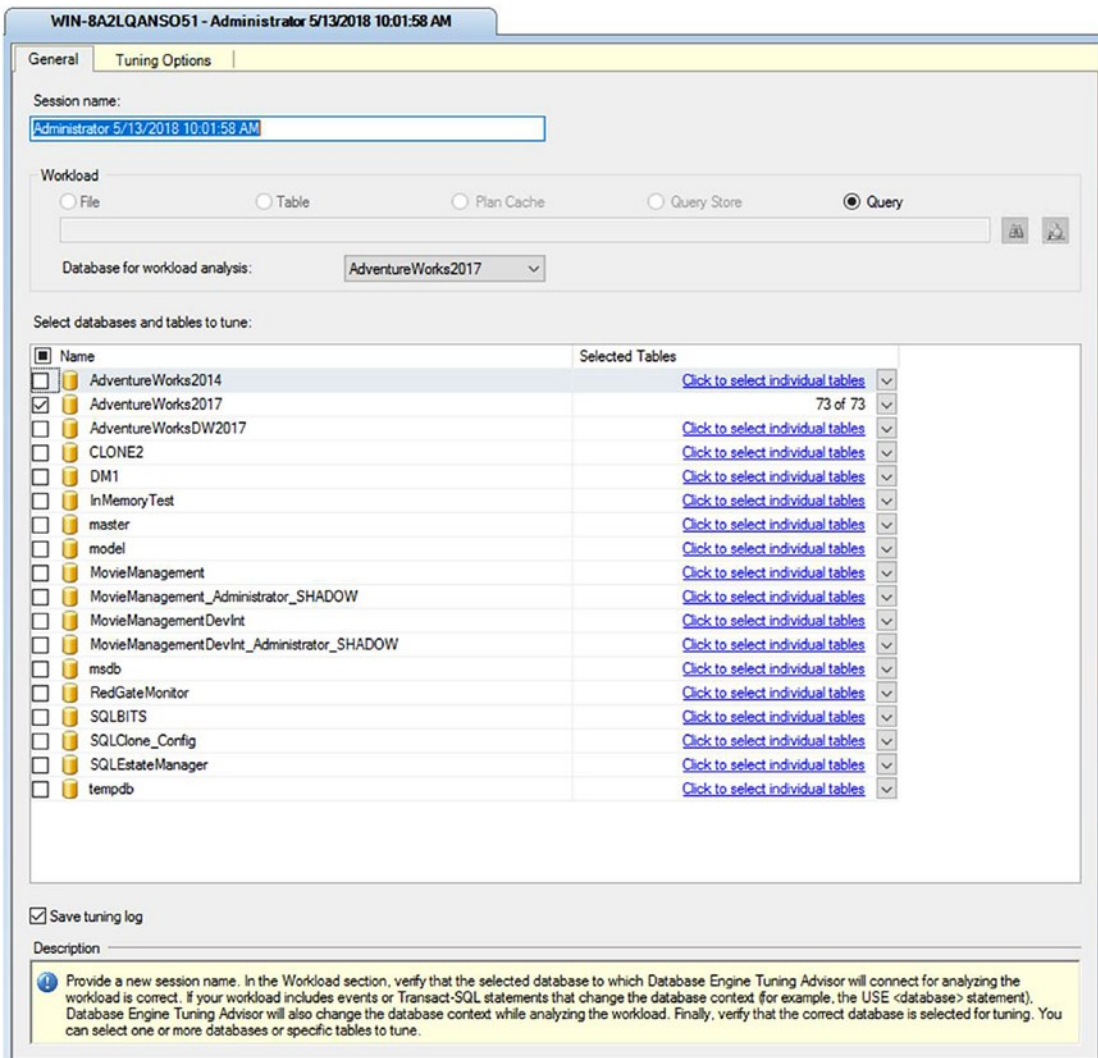 WIN-8A2LQANSO51 - Administrator 5/13/2018 10:01:58 AM
General Tuning Options
Session name:
Administrator 5/13/2018 10:01:58 AM
Workload
File Table Plan Cache Query Store Query
Database for workload analysis: AdventureWorks2017
Select databases and tables to tune:
Name Selected Tables
AdventureWorks2014 Click to select individual tables
AdventureWorks2017 73 of 73
AdventureWorksDW2017 Click to select individual tables
CLONE2 Click to select individual tables
DM1 Click to select individual tables
InMemoryTest Click to select individual tables
master Click to select individual tables
model Click to select individual tables
MovieManagement Click to select individual tables
MovieManagement_Administrator_SHADOW Click to select individual tables
MovieManagementDevInt Click to select individual tables
MovieManagementDevInt_Administrator_SHADOW Click to select individual tables
msdb Click to select individual tables
RedGateMonitor Click to select individual tables
SQLBITS Click to select individual tables
SQLClone_Config Click to select individual tables
SQLEstateManager Click to select individual tables
tempdb Click to select individual tables
Save tuning log
Description
Provide a new session name. In the Workload section, verify that the selected database to which Database Engine Tuning Advisor will connect for analyzing the
workload is correct. If your workload includes events or Transact-SQL statements that change the database context (for example, the USE <database> statement),
Database Engine Tuning Advisor will also change the database context while analyzing the workload. Finally, verify that the correct database is selected for tuning. You
can select one or more databases or specific tables to tune.